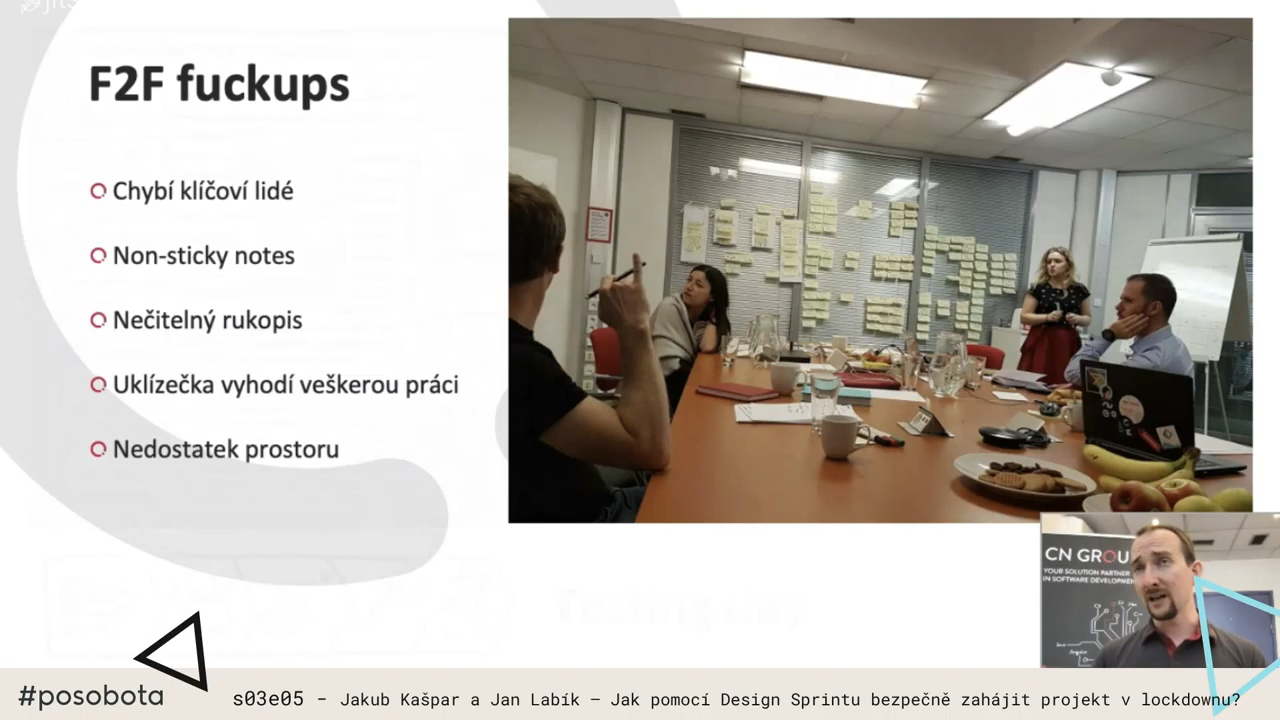 F2F fuckups
Chybí klíčoví lidé
Non-sticky notes
Nečitelný rukopis
Uklízečka vyhodí veškerou práci
Nedostatek prostoru
CN GROU
YOUR SOLUTION PARTNER
IN SOFTWARE DEVELOPMEN
#posobota
s03e05 – Jakub Kašpar a Jan Labík – Jak pomocí Design Sprintu bezpečně zahájit projekt v lockdownu?